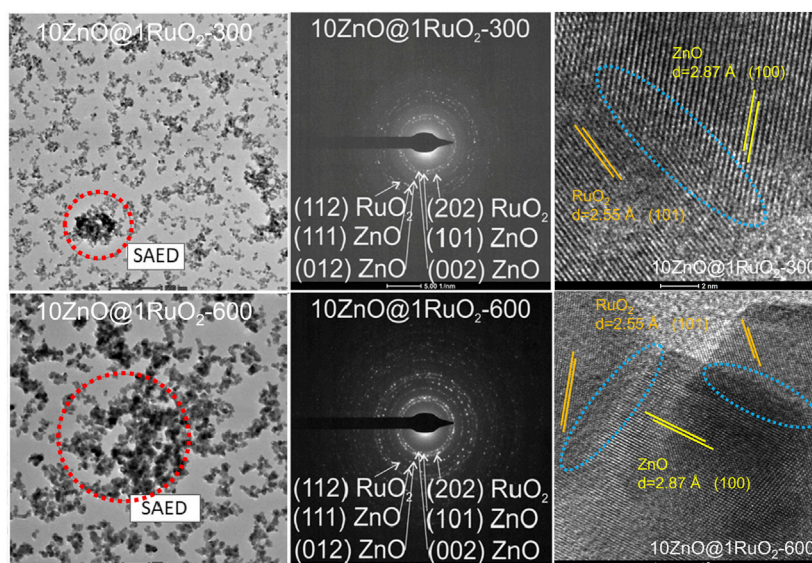 10ZnO@1RuO₂-300
SAED
10ZnO@1RuO₂-300
(112) RuO₂
(111) ZnO
(012) ZnO
(202) RuO₂
(101) ZnO
(002) ZnO
5.00 1/nm
ZnO
d=2.87 Å (100)
RuO₂
d=2.55 Å (101)
10ZnO@1RuO₂-300
2 nm
10ZnO@1RuO₂-600
SAED
10ZnO@1RuO₂-600
(112) RuO₂
(111) ZnO
(012) ZnO
(202) RuO₂
(101) ZnO
(002) ZnO
RuO₂
d=2.55 Å (101)
ZnO
d=2.87 Å (100)
10ZnO@1RuO₂-600